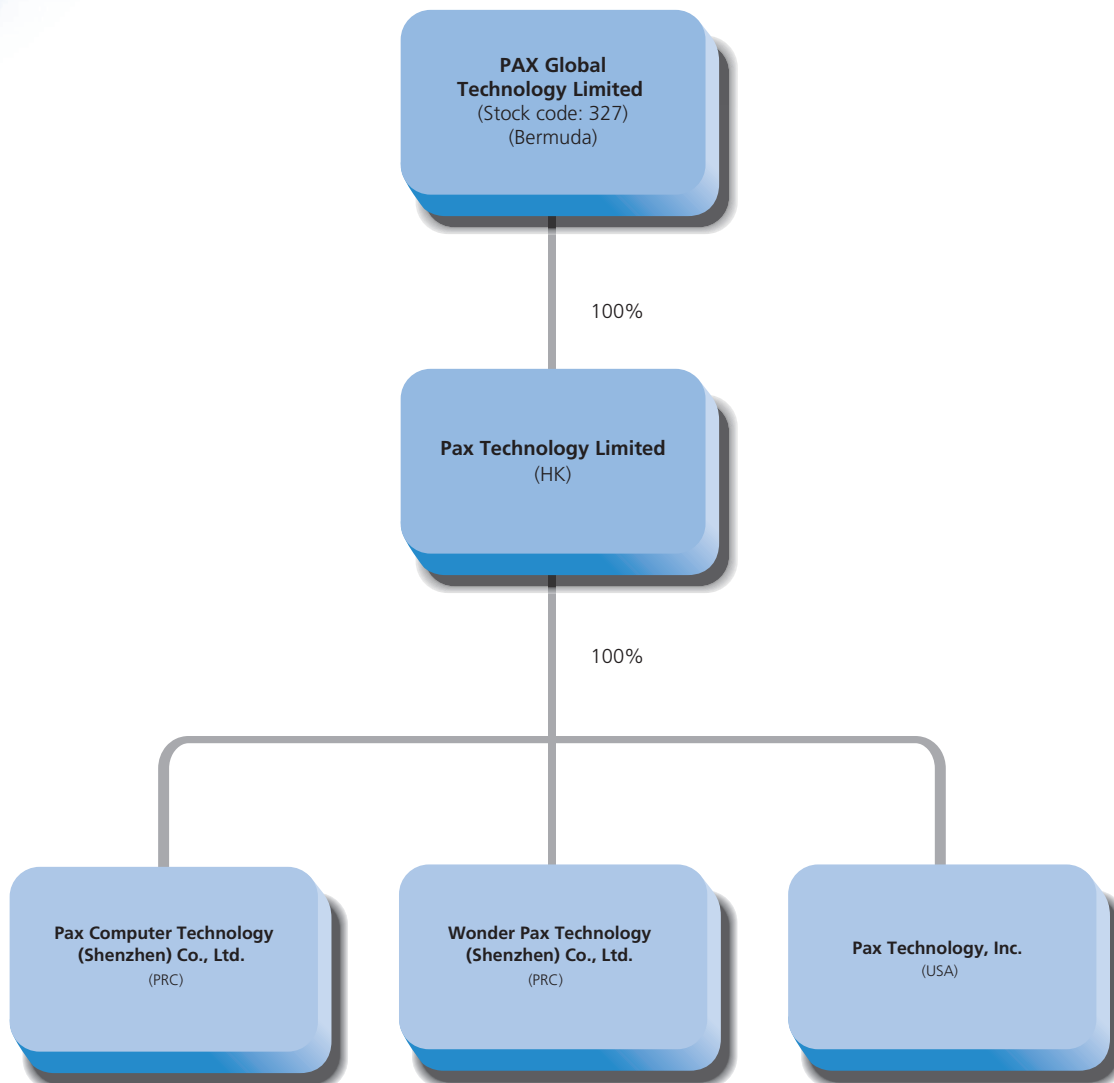 PAX Global
Technology Limited
(Stock code: 327)
(Bermuda)
100%
Pax Technology Limited
(HK)
100%
Pax Computer Technology
(Shenzhen) Co., Ltd.
(PRC)
Wonder Pax Technology
(Shenzhen) Co., Ltd.
(PRC)
Pax Technology, Inc.
(USA)